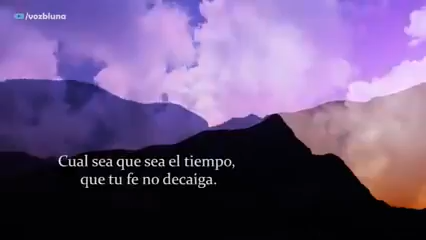 /vozbluna
Cual sea que sea el tiempo,
que tu fe no decaiga.